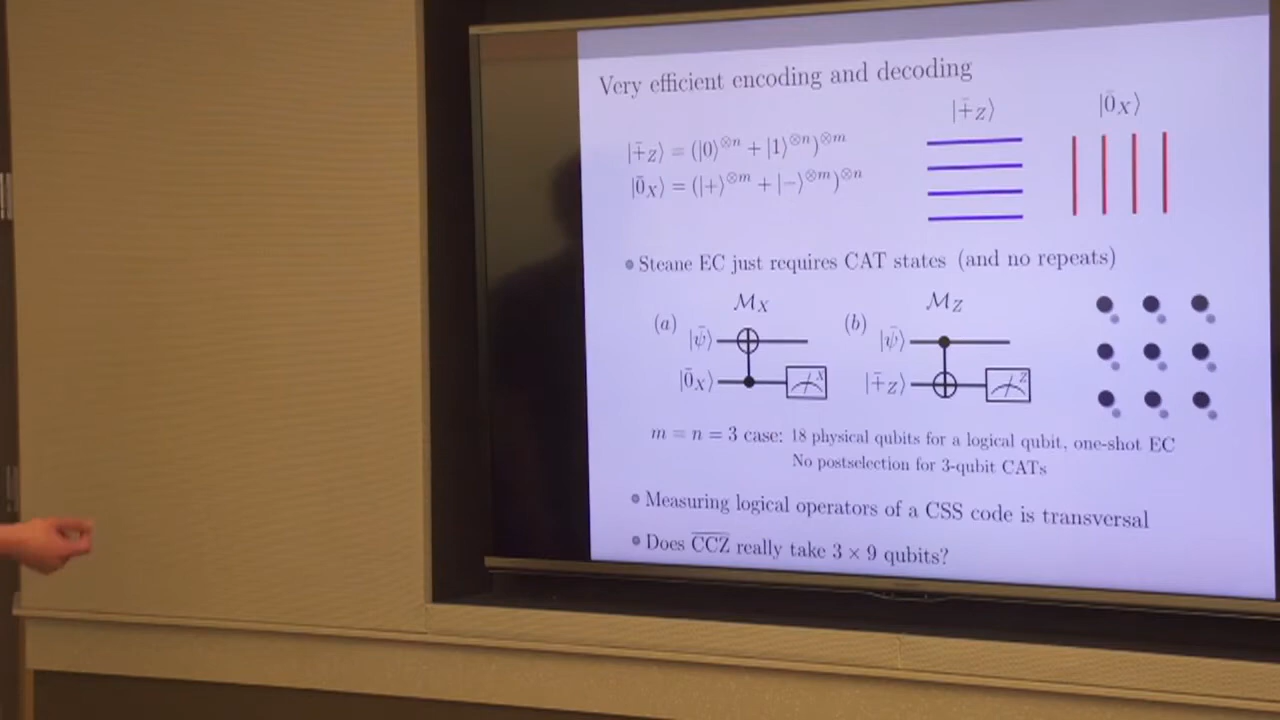 Very efficient encoding and decoding
|+̄_Z⟩ = (|0⟩^{⊗n} + |1⟩^{⊗n})^{⊗m}
|0̄_X⟩ = (|+⟩^{⊗m} + |−⟩^{⊗m})^{⊗n}
|+̄_Z⟩ |0̄_X⟩
• Steane EC just requires CAT states (and no repeats)
M_X M_Z
(a) |ψ̄⟩ (b) |ψ̄⟩
|0̄_X⟩ X |+̄_Z⟩ Z
m = n = 3 case: 18 physical qubits for a logical qubit, one-shot EC
No postselection for 3-qubit CATs
• Measuring logical operators of a CSS code is transversal
• Does C̅C̅Z̅ really take 3 × 9 qubits?